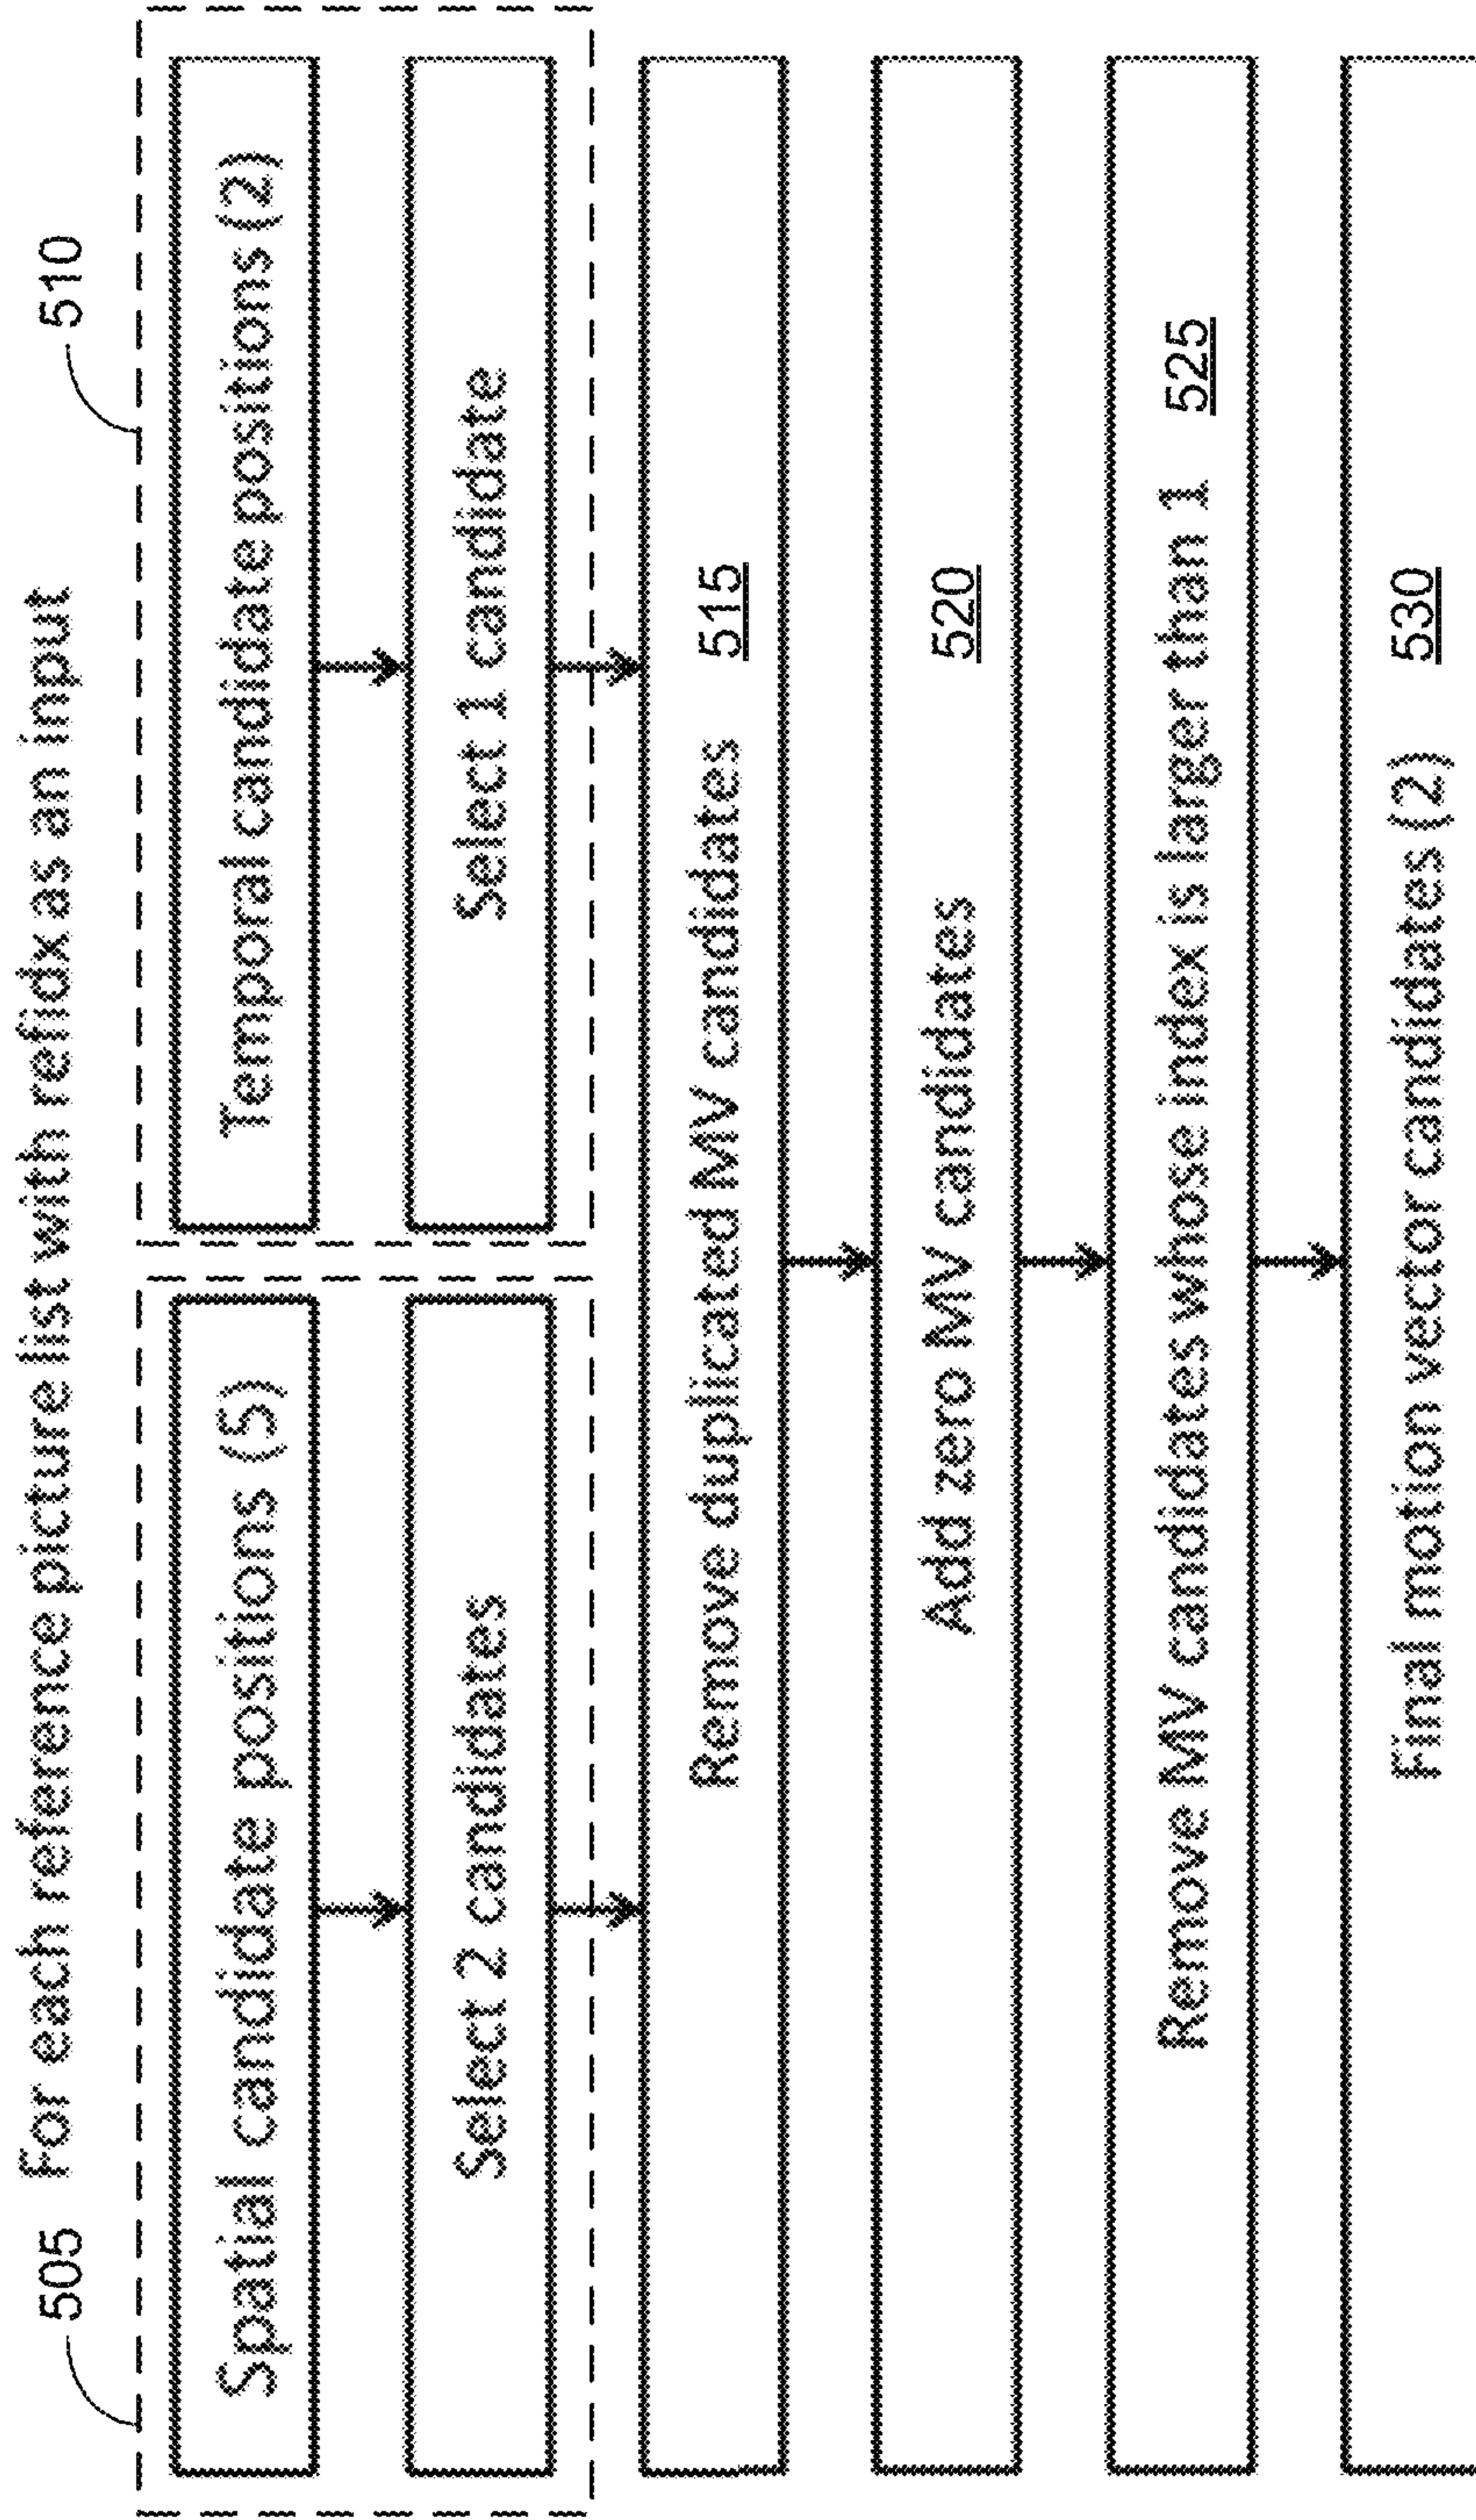 505 For each reference picture list with refidx as an input 510
Spatial candidate positions (5)
Temporal candidate positions (2)
Select 2 candidates
Select 1 candidate
Remove duplicated MV candidates 515
Add zero MV candidates 520
Remove MV candidates whose index is larger than 1 525
Final motion vector candidates (2) 530